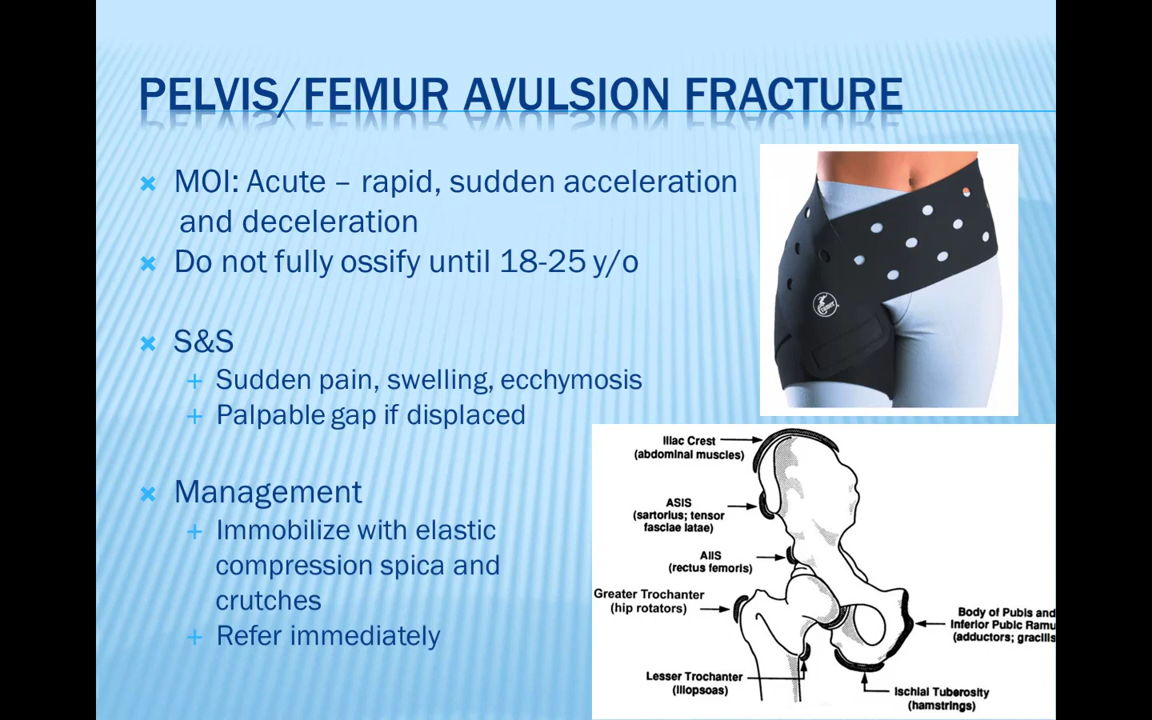 PELVIS/FEMUR AVULSION FRACTURE
MOI: Acute – rapid, sudden acceleration
and deceleration
Do not fully ossify until 18-25 y/o
S&S
Sudden pain, swelling, ecchymosis
Palpable gap if displaced
Management
Immobilize with elastic
compression spica and
crutches
Refer immediately
Iliac Crest
(abdominal muscles)
ASIS
(sartorius; tensor
fasciae latae)
AIIS
(rectus femoris)
Greater Trochanter
(hip rotators)
Lesser Trochanter
(iliopsoas)
Body of Pubis and
Inferior Pubic Ramu
(adductors; gracilis
Ischial Tuberosity
(hamstrings)